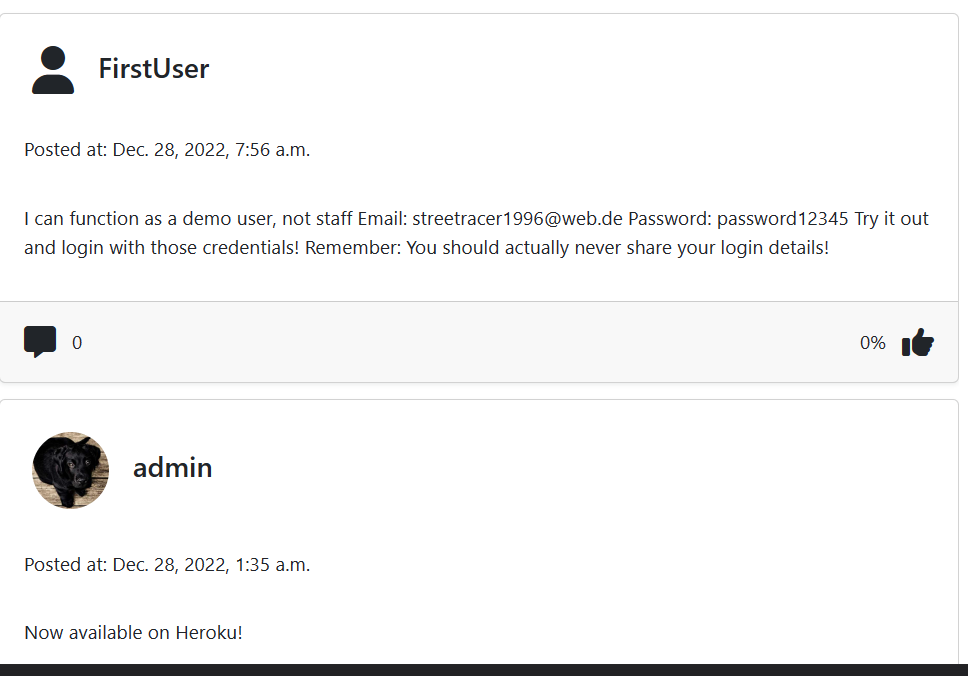 FirstUser
Posted at: Dec. 28, 2022, 7:56 a.m.
I can function as a demo user, not staff Email: streetracer1996@web.de Password: password12345 Try it out
and login with those credentials! Remember: You should actually never share your login details!
0
0%
admin
Posted at: Dec. 28, 2022, 1:35 a.m.
Now available on Heroku!